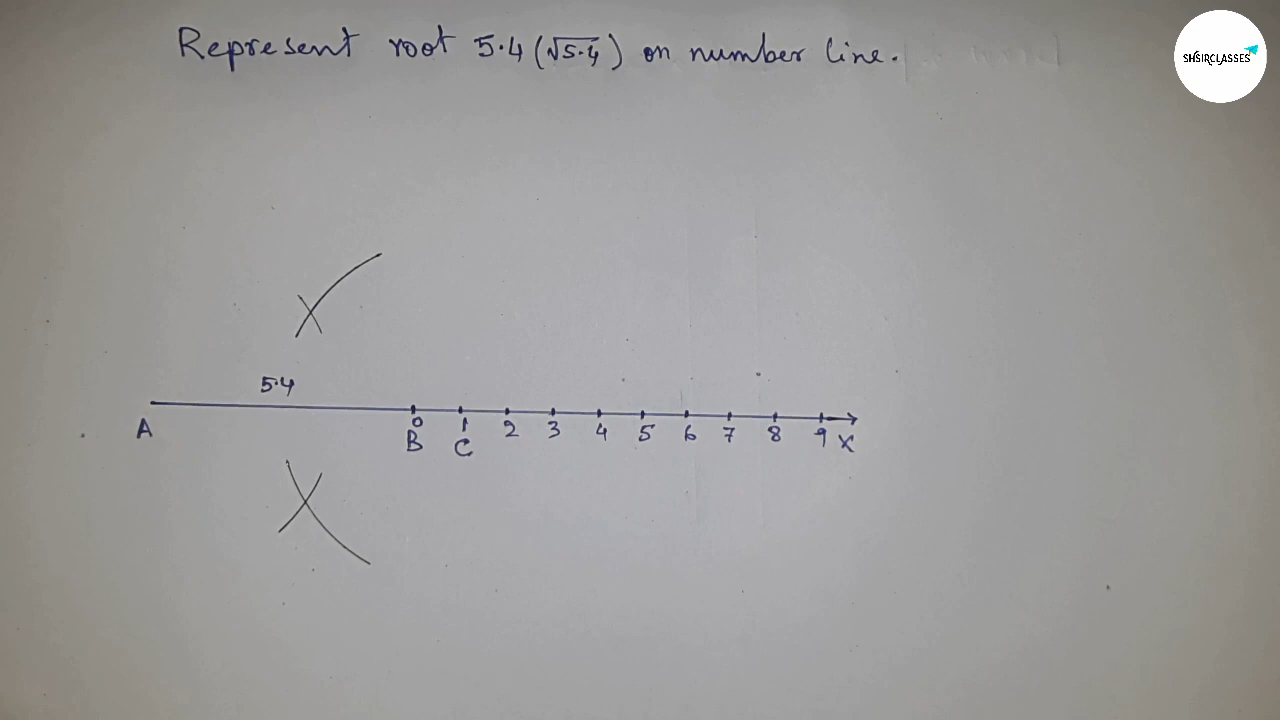 Represent root 5.4 (√5.4) on number line.
SHSIRCLASSES
5.4
A
0 1 2 3 4 5 6 7 8 9 X
B C